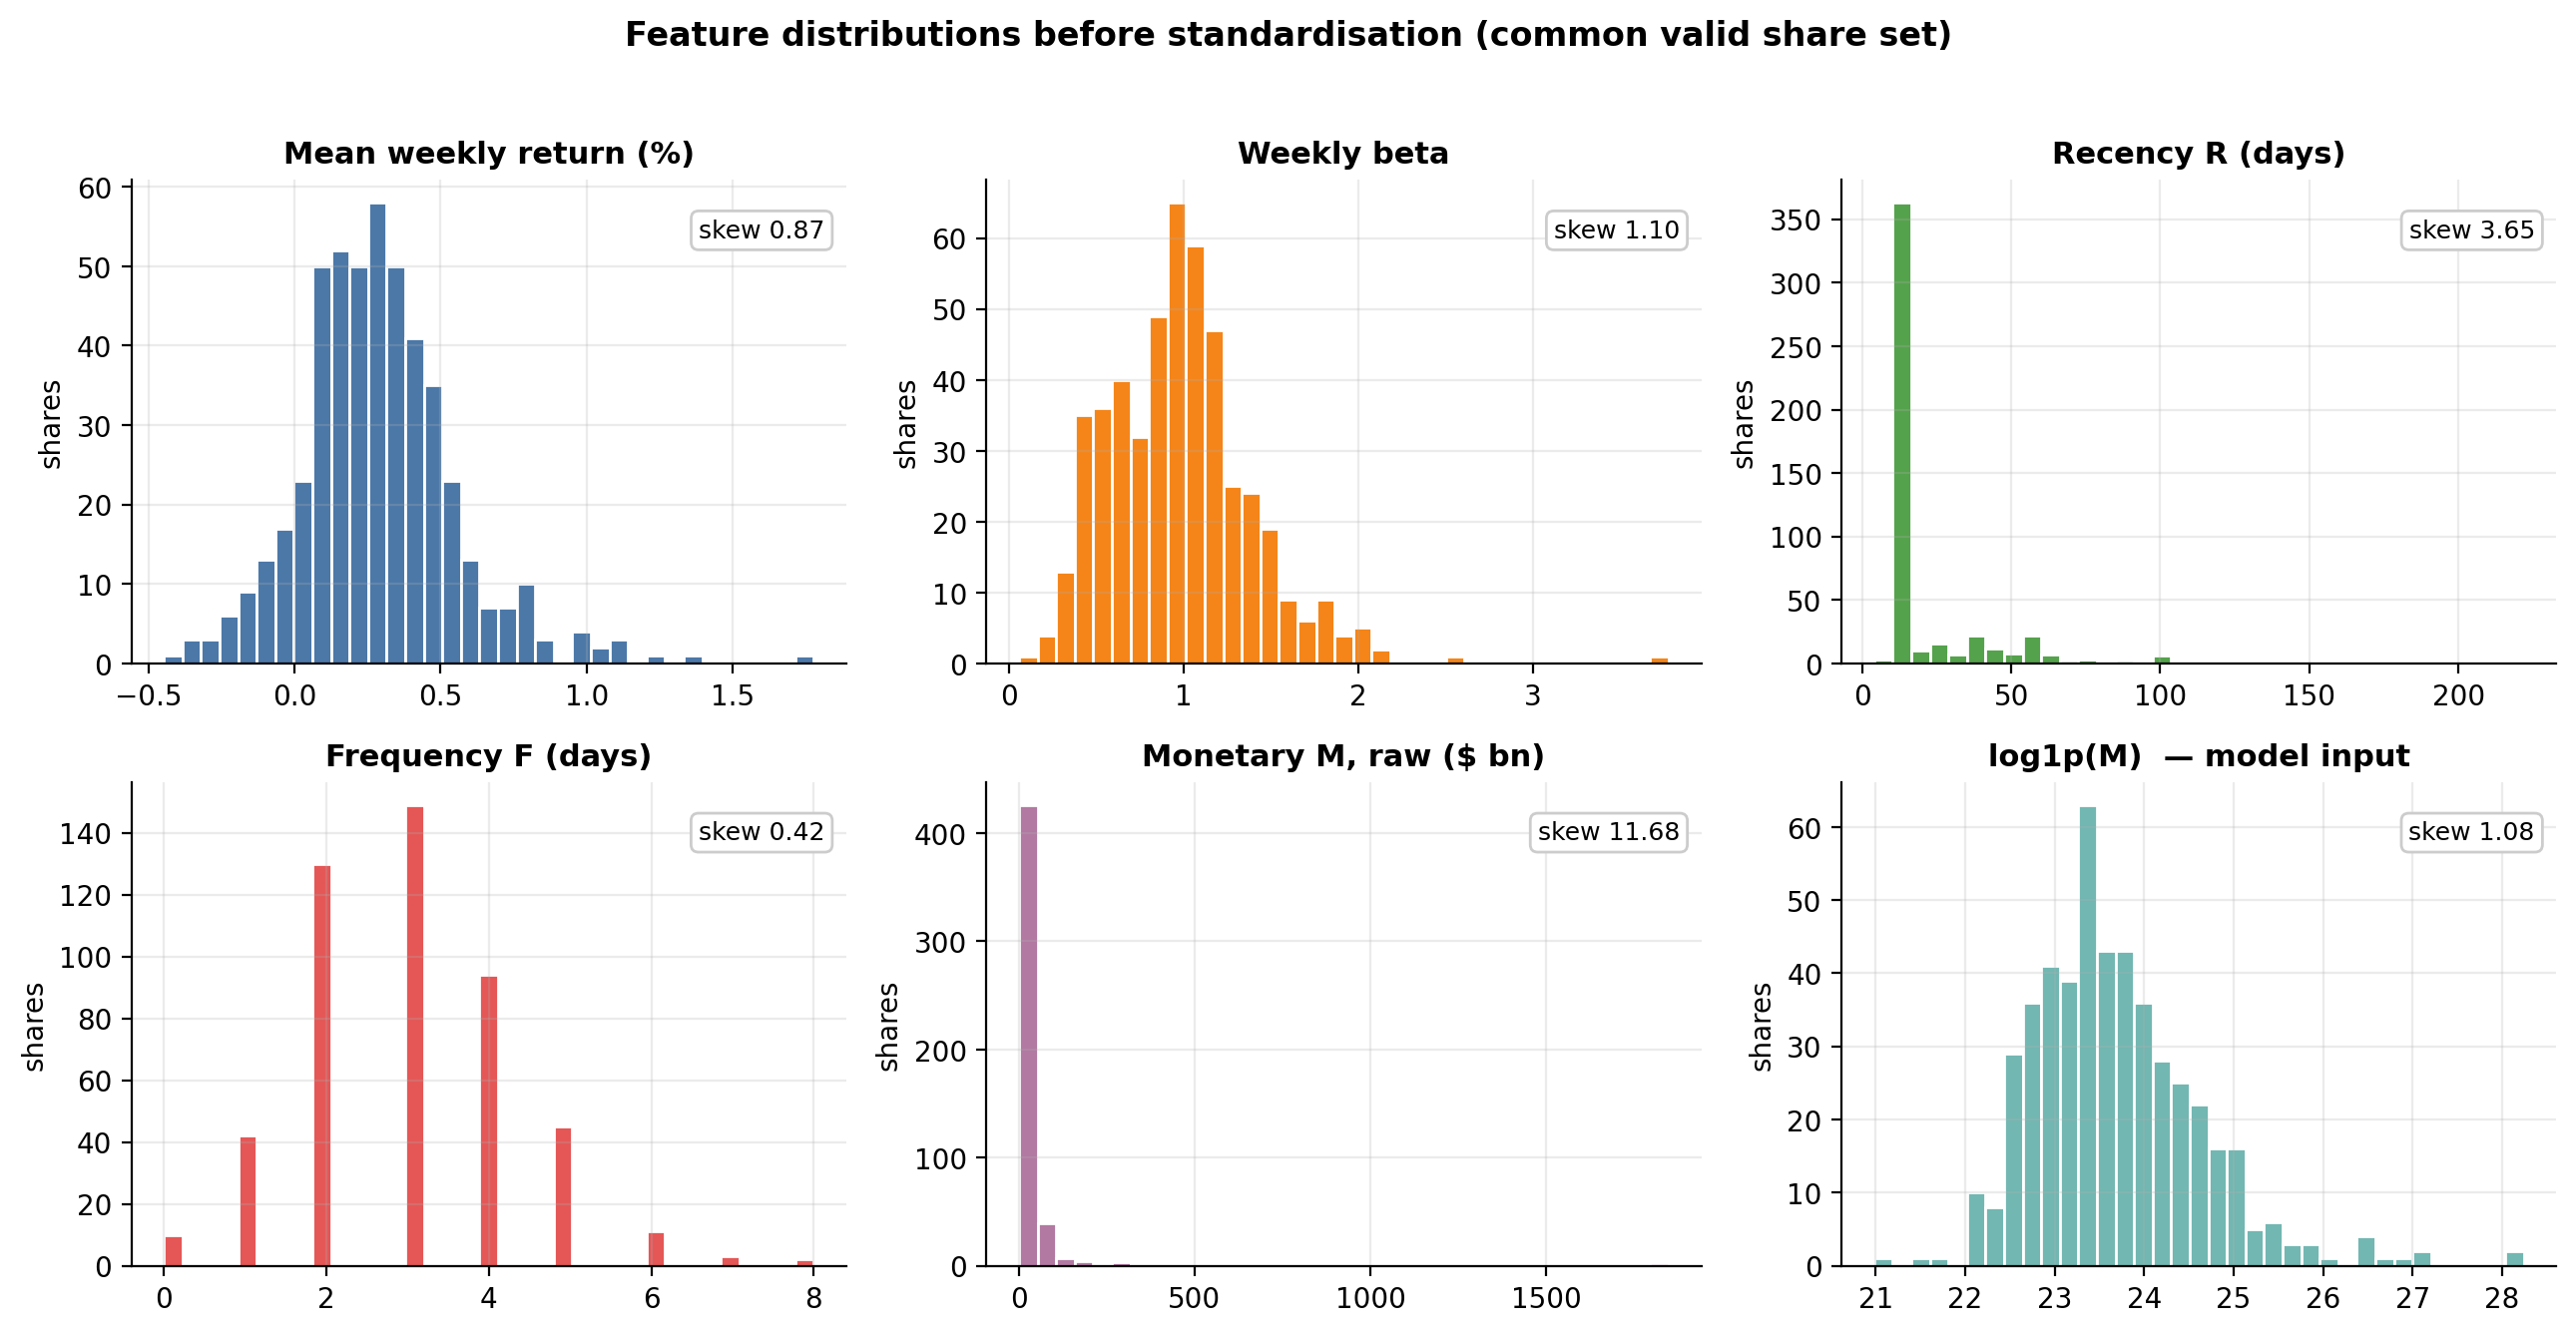 Feature distributions before standardisation (common valid share set)
Mean weekly return (%)
skew 0.87
shares
60
50
40
30
20
10
0
−0.5 0.0 0.5 1.0 1.5
Weekly beta
skew 1.10
shares
60
50
40
30
20
10
0
0 1 2 3
Recency R (days)
skew 3.65
shares
350
300
250
200
150
100
50
0
0 50 100 150 200
Frequency F (days)
skew 0.42
shares
140
120
100
80
60
40
20
0
0 2 4 6 8
Monetary M, raw ($ bn)
skew 11.68
shares
400
300
200
100
0
0 500 1000 1500
log1p(M) — model input
skew 1.08
shares
60
50
40
30
20
10
0
21 22 23 24 25 26 27 28